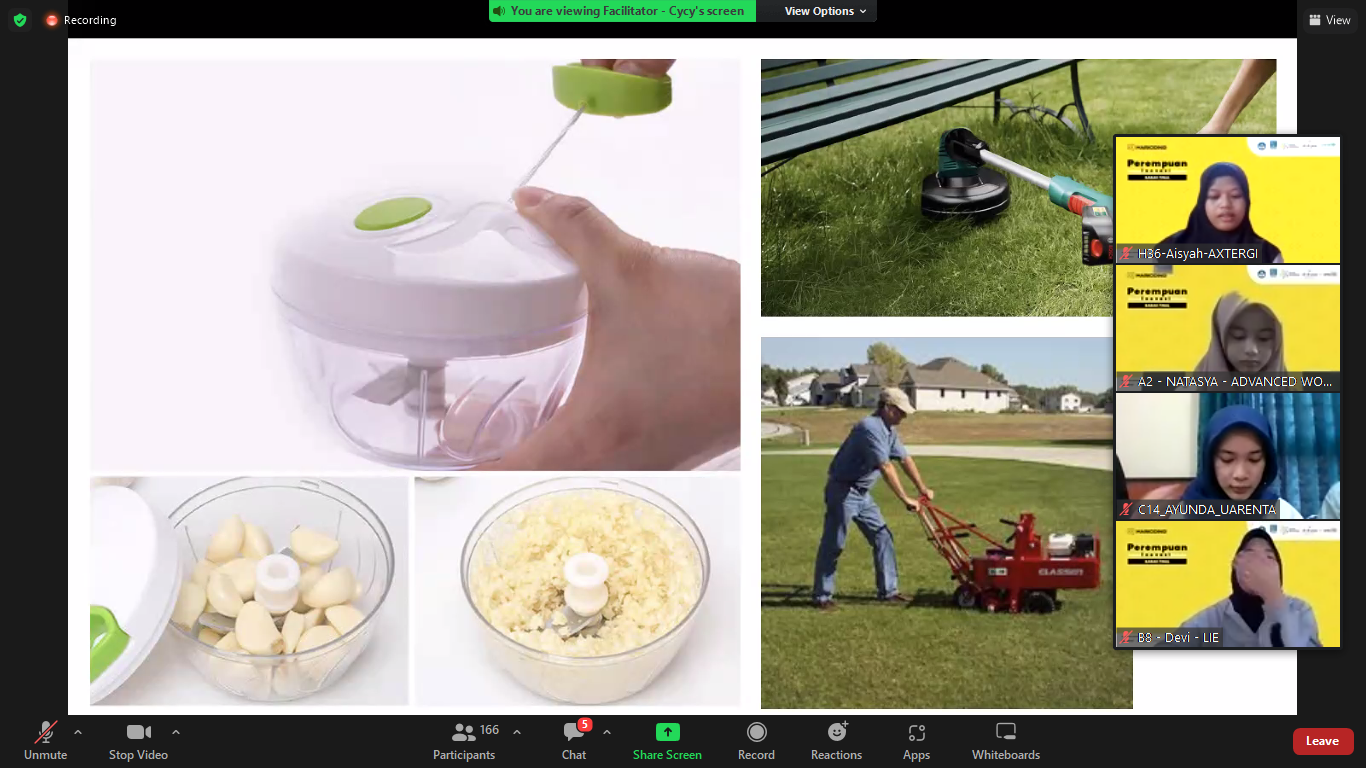 Recording
You are viewing Facilitator - Cycy's screen
View Options
View
Perempuan
Inovasi
H36-Aisyah-AXTERGI
Perempuan
Inovasi
A2 - NATASYA - ADVANCED WO...
C14_AYUNDA_UARENTA
Perempuan
Inovasi
B8 - Devi - LIE
CLASSEN
Unmute
Stop Video
166
Participants
5
Chat
Share Screen
Record
Reactions
Apps
Whiteboards
Leave